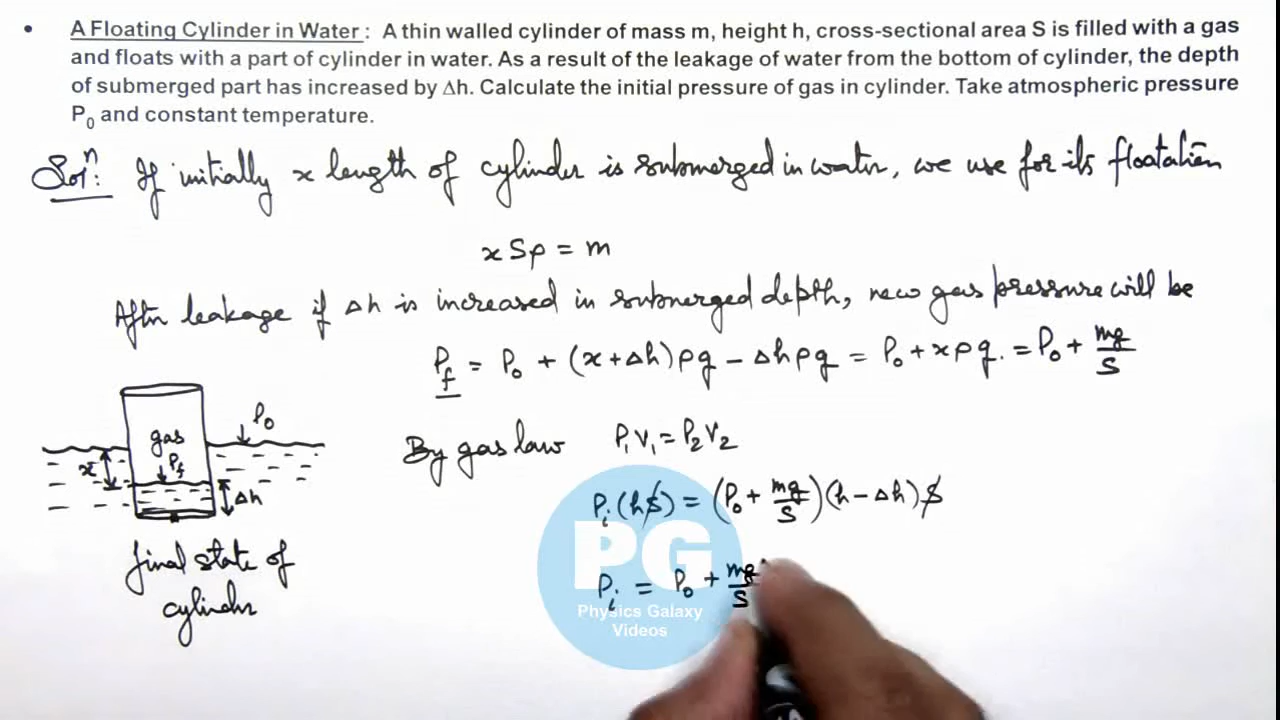 • A Floating Cylinder in Water : A thin walled cylinder of mass m, height h, cross-sectional area S is filled with a gas
and floats with a part of cylinder in water. As a result of the leakage of water from the bottom of cylinder, the depth
of submerged part has increased by Δh. Calculate the initial pressure of gas in cylinder. Take atmospheric pressure
P₀ and constant temperature.
Solⁿ: If initially x length of cylinder is submerged in water, we use for its floatation
x Sρ = m
After leakage if Δh is increased in submerged depth, new gas pressure will be
P_f = P₀ + (x+Δh)ρg − Δhρg = P₀ + xρg. = P₀ + mg/S
gas
P_f
x
P₀
Δh
final state of
cylinder
By gas law P₁V₁ = P₂V₂
P_i (hS) = (P₀ + mg/S)(h − Δh)S
P_i = P₀ + mg/S
PG
Physics Galaxy
Videos